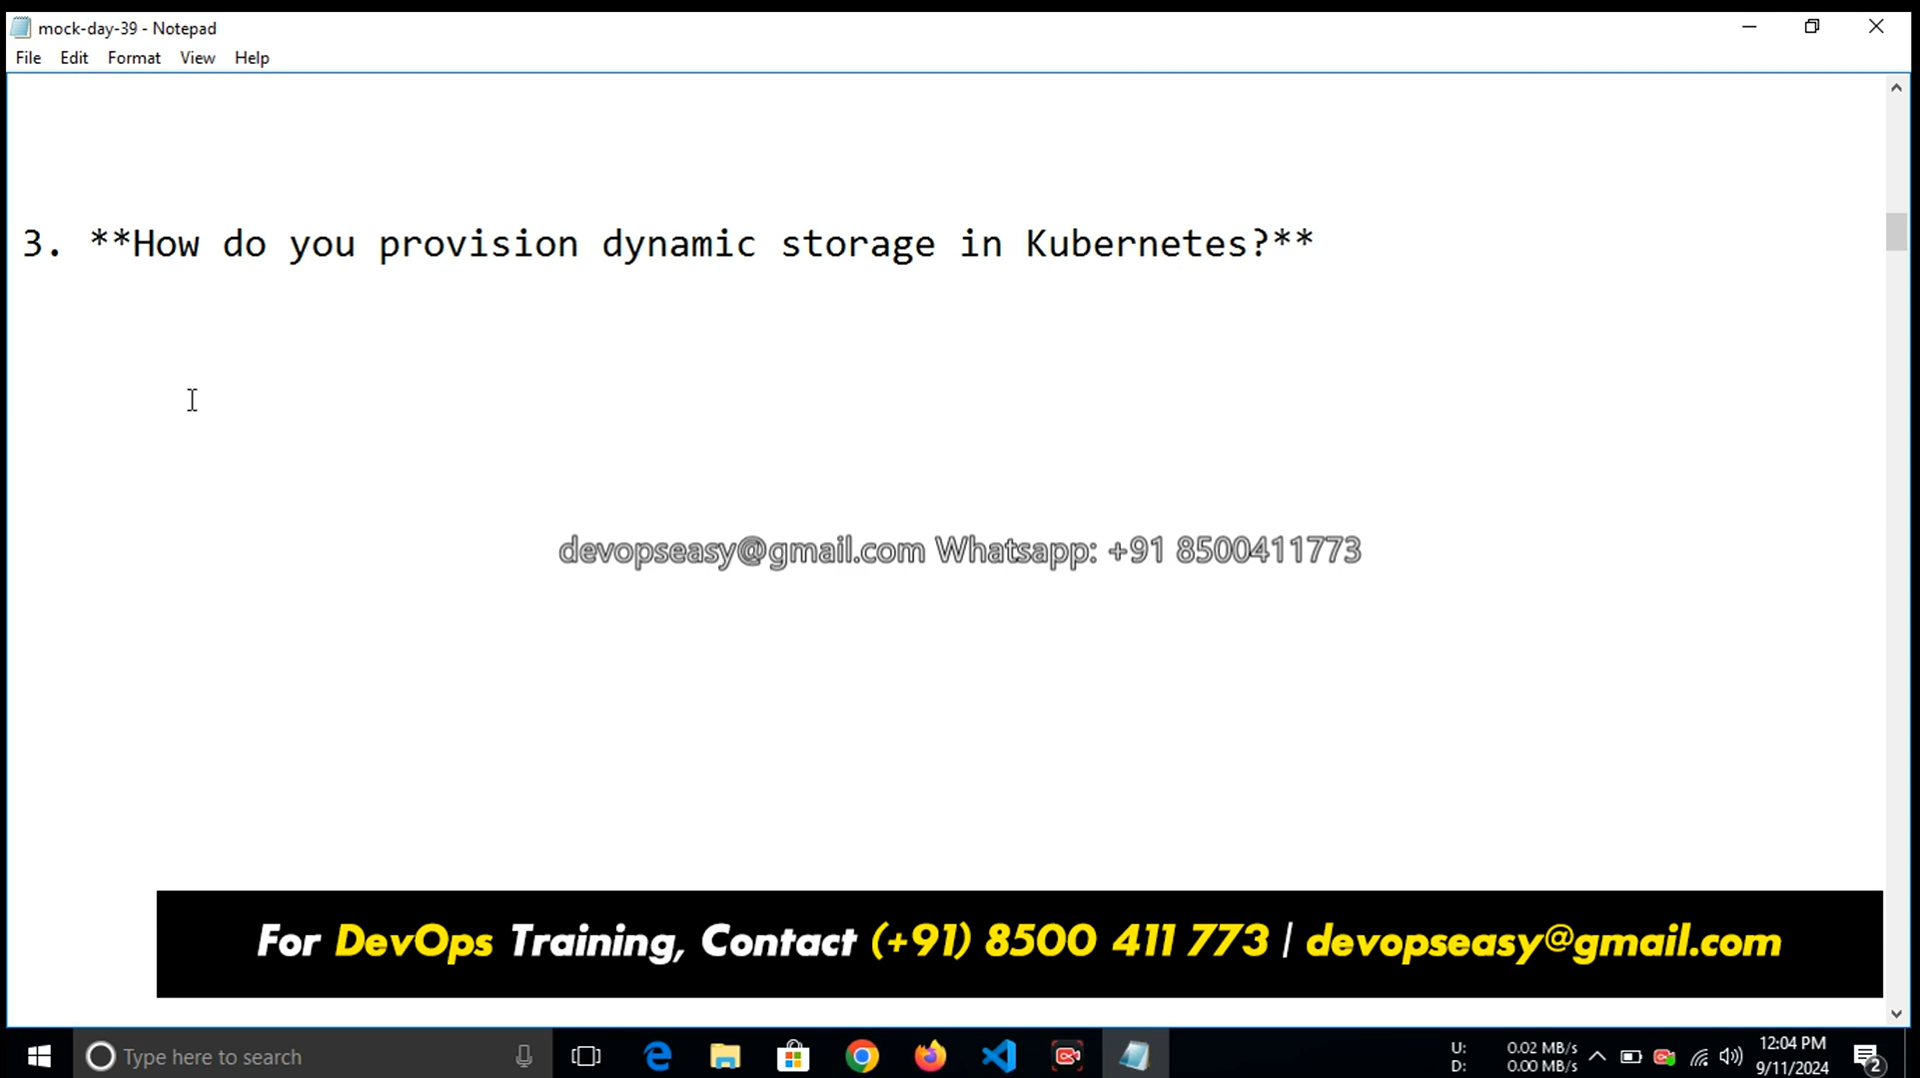 mock-day-39 - Notepad
File Edit Format View Help
3. **How do you provision dynamic storage in Kubernetes?**
devopseasy@gmail.com Whatsapp: +91 8500411773
For DevOps Training, Contact (+91) 8500 411 773 | devopseasy@gmail.com
Type here to search
U: 0.02 MB/s
D: 0.00 MB/s
12:04 PM
9/11/2024
2